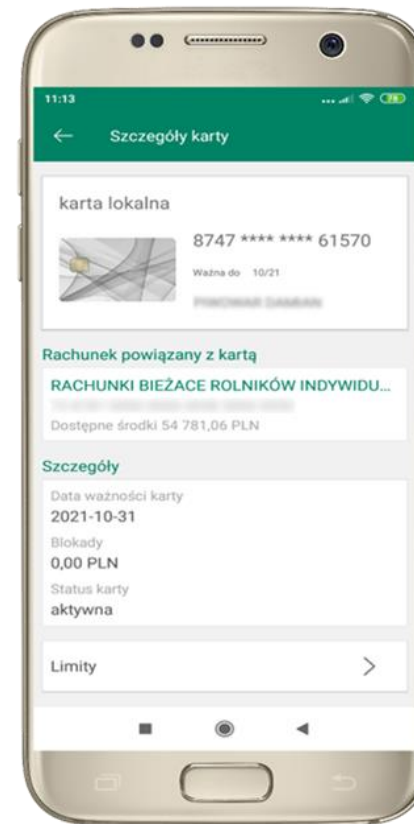 11:13
78
Szczegóły karty
karta lokalna
8747 **** **** 61570
Ważna do 10/21
Rachunek powiązany z kartą
RACHUNKI BIEŻACE ROLNIKÓW INDYWIDU...
Dostępne środki 54 781,06 PLN
Szczegóły
Data ważności karty
2021-10-31
Blokady
0,00 PLN
Status karty
aktywna
Limity